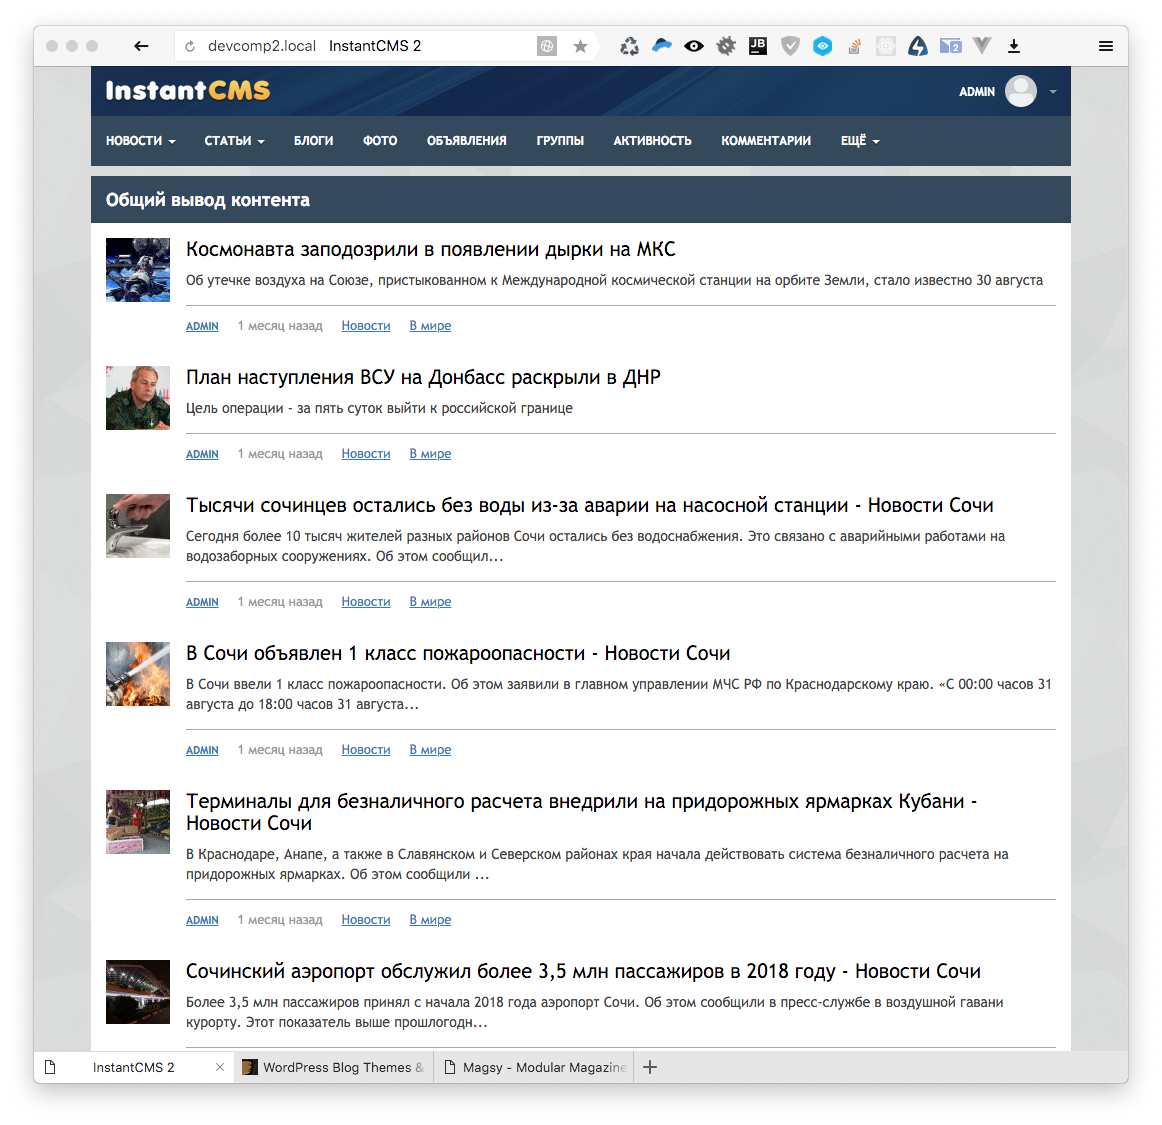 devcomp2.local InstantCMS 2
JB
2
InstantCMS
ADMIN
НОВОСТИ СТАТЬИ БЛОГИ ФОТО ОБЪЯВЛЕНИЯ ГРУППЫ АКТИВНОСТЬ КОММЕНТАРИИ ЕЩЁ
Общий вывод контента
Космонавта заподозрили в появлении дырки на МКС
Об утечке воздуха на Союзе, пристыкованном к Международной космической станции на орбите Земли, стало известно 30 августа
ADMIN 1 месяц назад Новости В мире
План наступления ВСУ на Донбасс раскрыли в ДНР
Цель операции - за пять суток выйти к российской границе
ADMIN 1 месяц назад Новости В мире
Тысячи сочинцев остались без воды из-за аварии на насосной станции - Новости Сочи
Сегодня более 10 тысяч жителей разных районов Сочи остались без водоснабжения. Это связано с аварийными работами на
водозаборных сооружениях. Об этом сообщил...
ADMIN 1 месяц назад Новости В мире
В Сочи объявлен 1 класс пожароопасности - Новости Сочи
В Сочи ввели 1 класс пожароопасности. Об этом заявили в главном управлении МЧС РФ по Краснодарскому краю. «С 00:00 часов 31
августа до 18:00 часов 31 августа...
ADMIN 1 месяц назад Новости В мире
Терминалы для безналичного расчета внедрили на придорожных ярмарках Кубани -
Новости Сочи
В Краснодаре, Анапе, а также в Славянском и Северском районах края начала действовать система безналичного расчета на
придорожных ярмарках. Об этом сообщили ...
ADMIN 1 месяц назад Новости В мире
Сочинский аэропорт обслужил более 3,5 млн пассажиров в 2018 году - Новости Сочи
Более 3,5 млн пассажиров принял с начала 2018 года аэропорт Сочи. Об этом сообщили в пресс-службе в воздушной гавани
курорту. Этот показатель выше прошлогодн...
InstantCMS 2 WordPress Blog Themes & Magsy - Modular Magazine